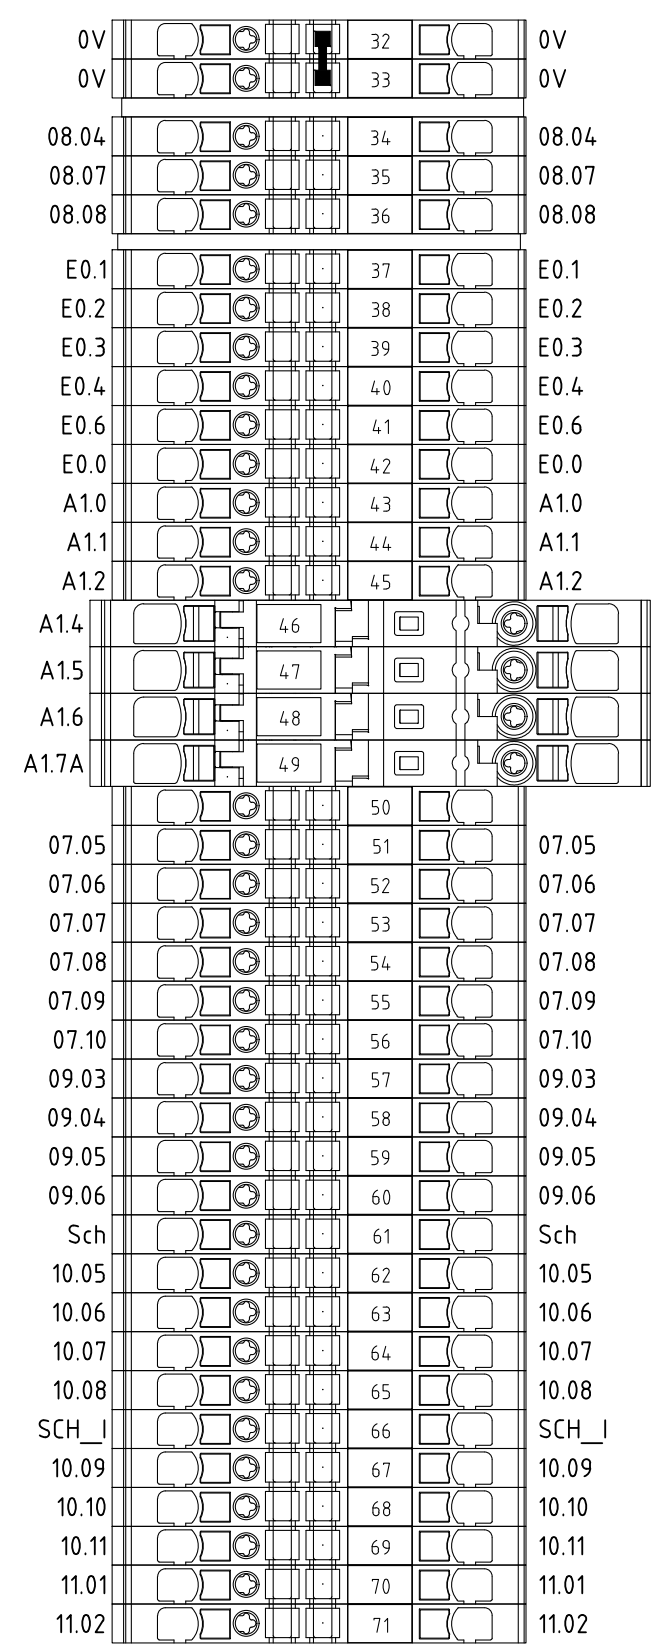 0V 32 0V
0V 33 0V
08.04 34 08.04
08.07 35 08.07
08.08 36 08.08
E0.1 37 E0.1
E0.2 38 E0.2
E0.3 39 E0.3
E0.4 40 E0.4
E0.6 41 E0.6
E0.0 42 E0.0
A1.0 43 A1.0
A1.1 44 A1.1
A1.2 45 A1.2
A1.4 46
A1.5 47
A1.6 48
A1.7A 49
50
07.05 51 07.05
07.06 52 07.06
07.07 53 07.07
07.08 54 07.08
07.09 55 07.09
07.10 56 07.10
09.03 57 09.03
09.04 58 09.04
09.05 59 09.05
09.06 60 09.06
Sch 61 Sch
10.05 62 10.05
10.06 63 10.06
10.07 64 10.07
10.08 65 10.08
SCH_I 66 SCH_I
10.09 67 10.09
10.10 68 10.10
10.11 69 10.11
11.01 70 11.01
11.02 71 11.02